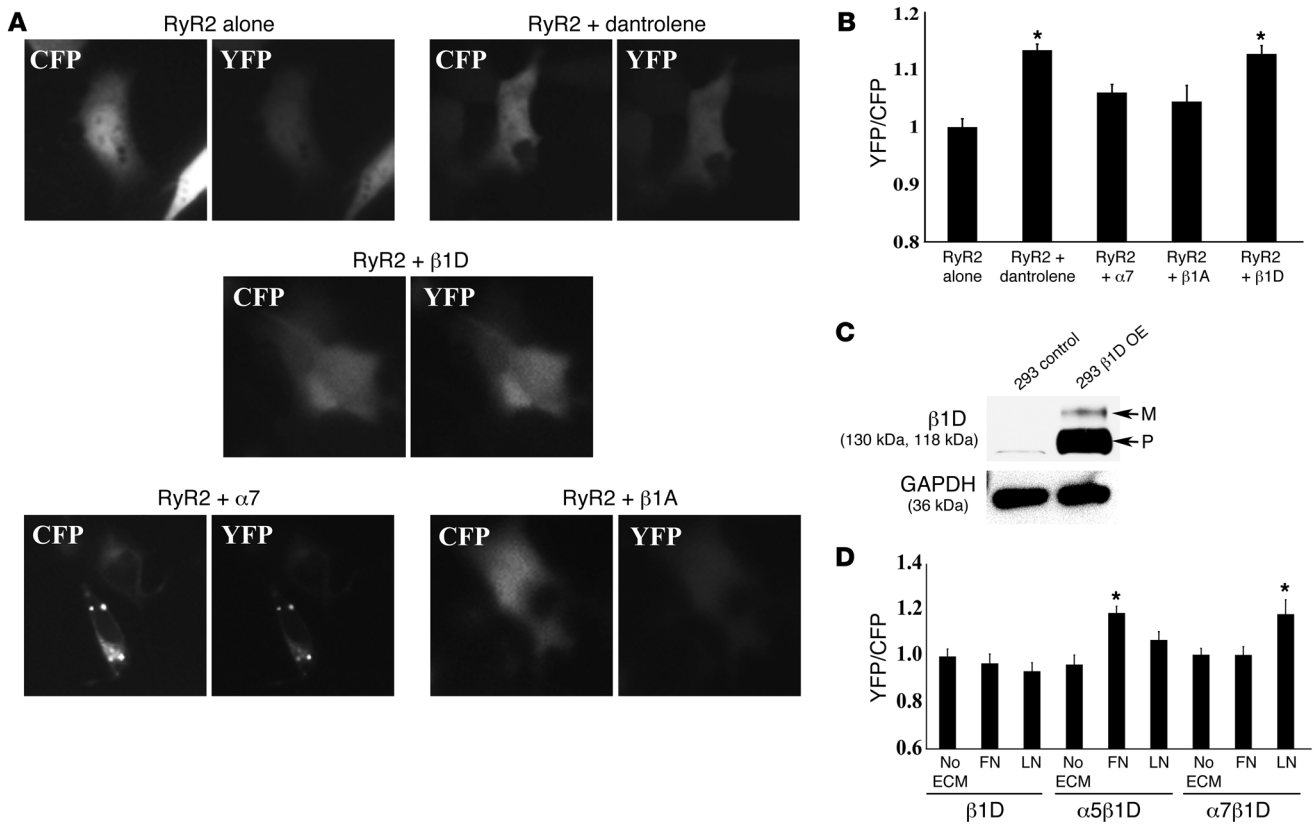 A
RyR2 alone
CFP
YFP
RyR2 + dantrolene
CFP
YFP
RyR2 + β1D
CFP
YFP
RyR2 + α7
CFP
YFP
RyR2 + β1A
CFP
YFP
B
YFP/CFP
1.2
1.1
1
0.9
0.8
*
*
RyR2
alone
RyR2 +
dantrolene
RyR2
+ α7
RyR2
+ β1A
RyR2
+ β1D
C
293 control
293 β1D OE
β1D
(130 kDa, 118 kDa)
M
P
GAPDH
(36 kDa)
D
YFP/CFP
1.4
1.2
1.0
0.8
0.6
*
*
No
ECM
FN
LN
No
ECM
FN
LN
No
ECM
FN
LN
β1D
α5β1D
α7β1D